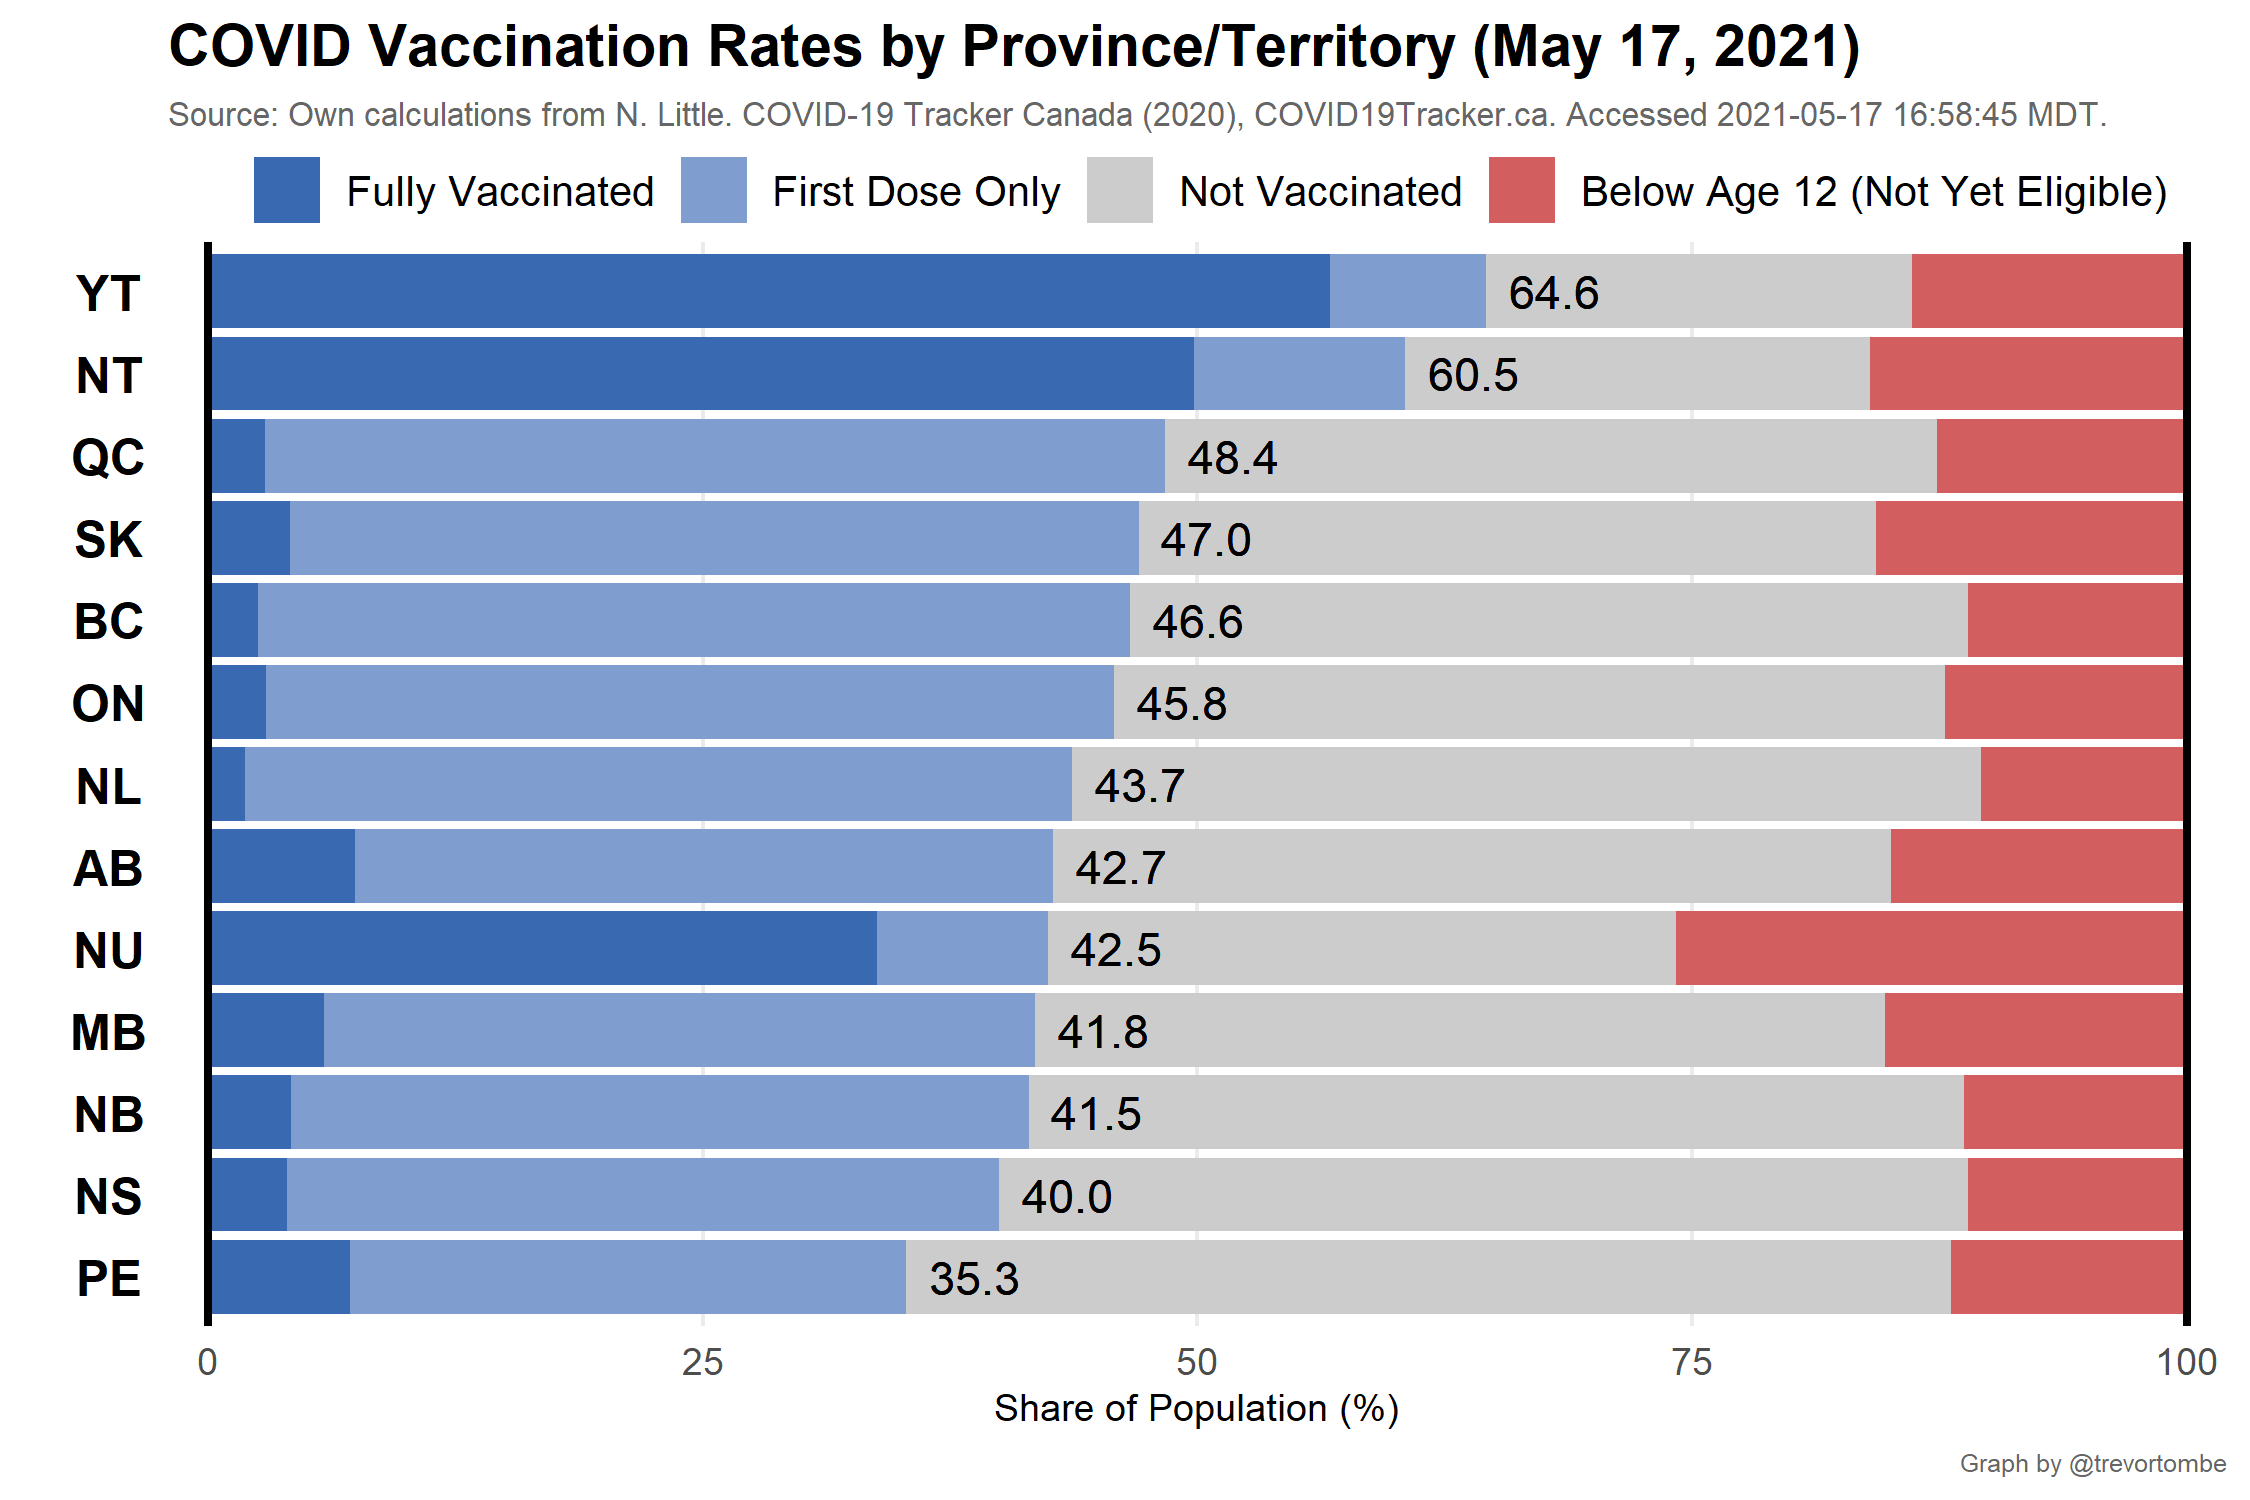 COVID Vaccination Rates by Province/Territory (May 17, 2021)
Source: Own calculations from N. Little. COVID-19 Tracker Canada (2020), COVID19Tracker.ca. Accessed 2021-05-17 16:58:45 MDT.
Fully Vaccinated First Dose Only Not Vaccinated Below Age 12 (Not Yet Eligible)
YT 64.6
NT 60.5
QC 48.4
SK 47.0
BC 46.6
ON 45.8
NL 43.7
AB 42.7
NU 42.5
MB 41.8
NB 41.5
NS 40.0
PE 35.3
0 25 50 75 100
Share of Population (%)
Graph by @trevortombe